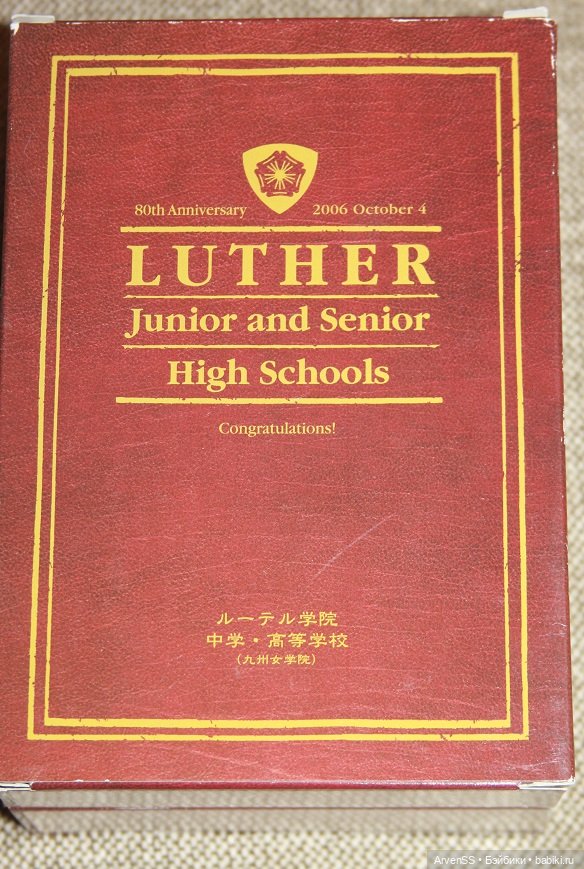 80th Anniversary 2006 October 4
LUTHER
Junior and Senior
High Schools
Congratulations!
ルーテル学院
中学・高等学校
(九州女学院)
ArvenSS • Бэйбики • babiki.ru